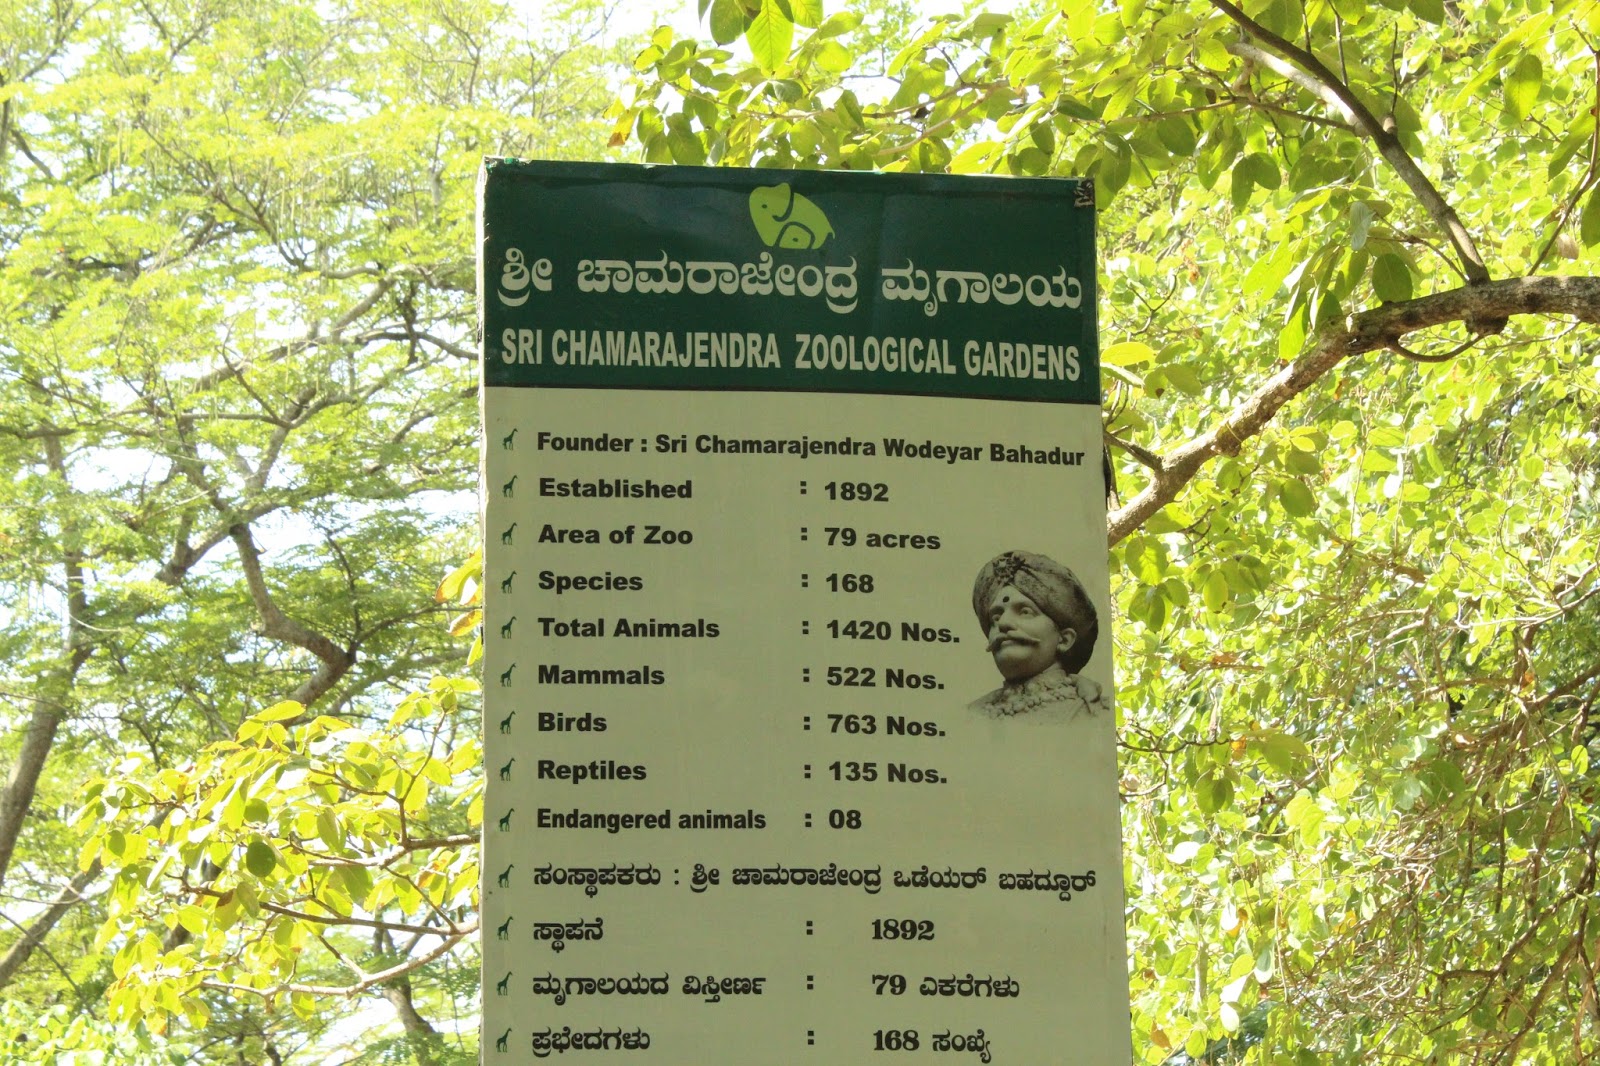 ಶ್ರೀ ಚಾಮರಾಜೇಂದ್ರ ಮೃಗಾಲಯ
SRI CHAMARAJENDRA ZOOLOGICAL GARDENS
Founder : Sri Chamarajendra Wodeyar Bahadur
Established : 1892
Area of Zoo : 79 acres
Species : 168
Total Animals : 1420 Nos.
Mammals : 522 Nos.
Birds : 763 Nos.
Reptiles : 135 Nos.
Endangered animals : 08
ಸಂಸ್ಥಾಪಕರು : ಶ್ರೀ ಚಾಮರಾಜೇಂದ್ರ ಒಡೆಯರ್ ಬಹದ್ದೂರ್
ಸ್ಥಾಪನೆ : 1892
ಮೃಗಾಲಯದ ವಿಸ್ತೀರ್ಣ : 79 ಎಕರೆಗಳು
ಪ್ರಭೇದಗಳು : 168 ಸಂಖ್ಯೆ